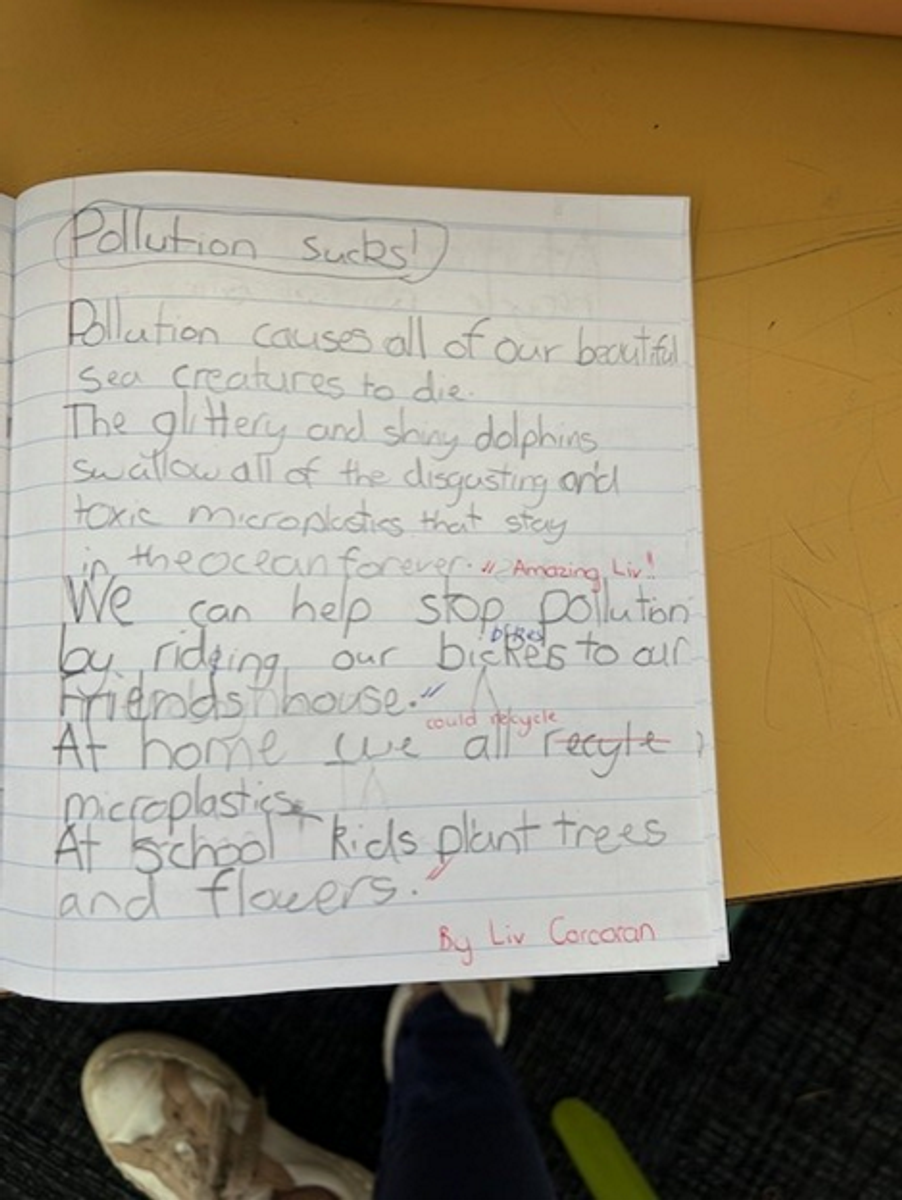 Pollution sucks!
Pollution causes all of our beautiful
sea creatures to die.
The glittery and shiny dolphins
swallow all of the disgusting and
toxic microplastics that stay
in the ocean forever. Amazing Liv!
We can help stop pollution
bikes
by rideing our bickes to our
Friends house.
could recycle
At home we all recyle
microplastics
At school kids plant trees
and flowers.
By Liv Corcoran